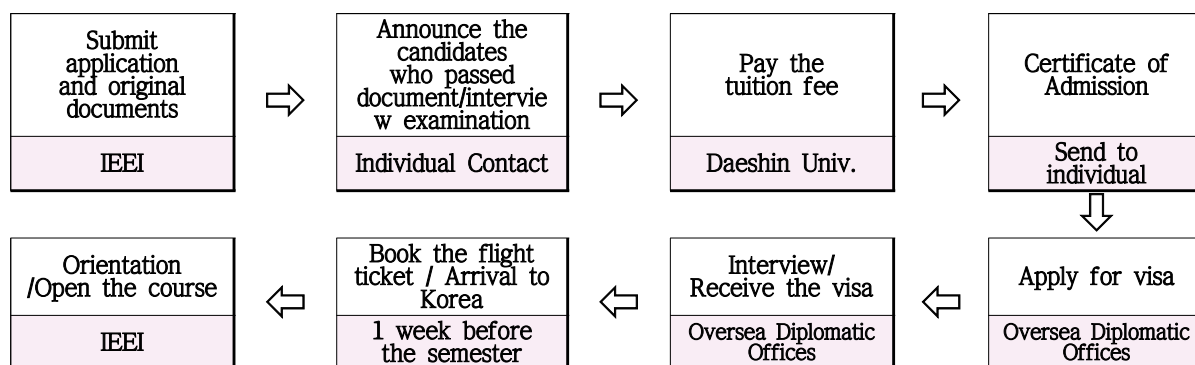 Submit
application
and original
documents
IEEI
Announce the
candidates
who passed
document/intervie
w examination
Individual Contact
Pay the
tuition fee
Daeshin Univ.
Certificate of
Admission
Send to
individual
Apply for visa
Oversea Diplomatic
Offices
Interview/
Receive the visa
Oversea Diplomatic
Offices
Book the flight
ticket / Arrival to
Korea
1 week before
the semester
Orientation
/Open the course
IEEI